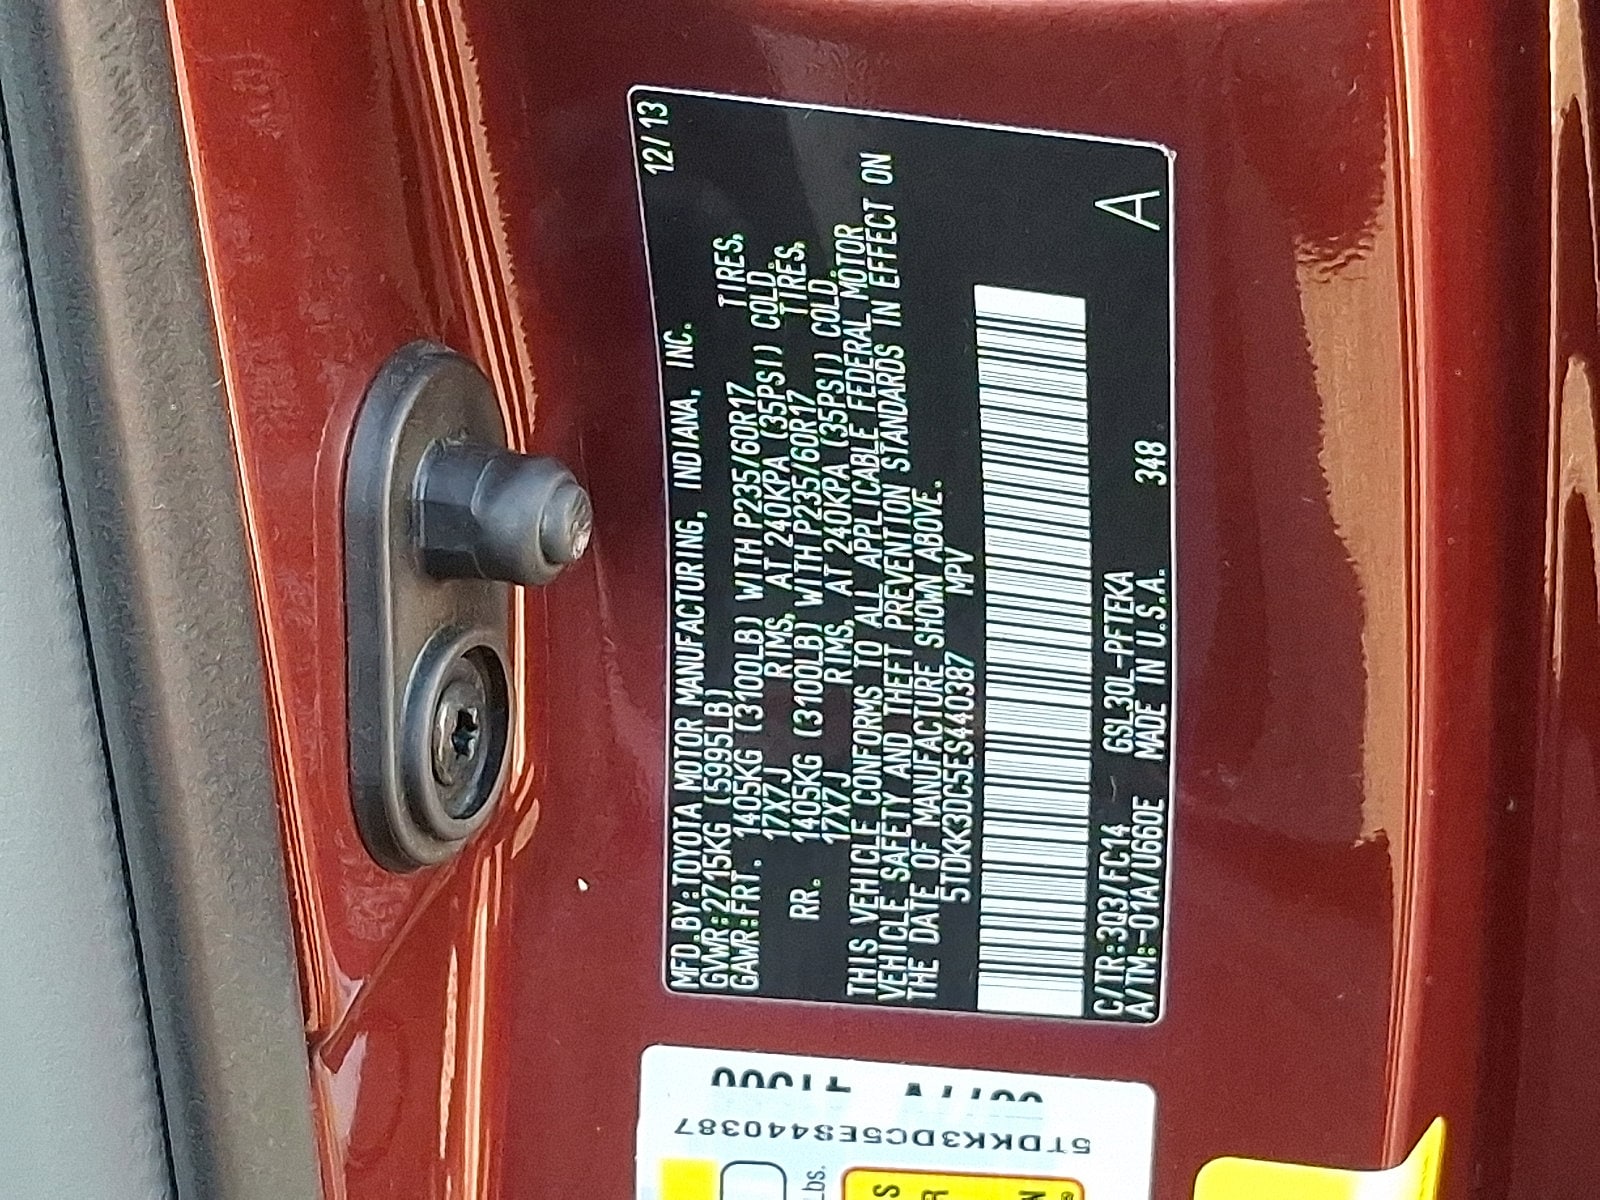 12/13
MFD.BY:TOYOTA MOTOR MANUFACTURING, INDIANA, INC.
GVWR:2715KG (5995LB)
GAWR:FRT. 1405KG (3100LB) WITH P235/60R17 TIRES,
17X7J RIMS, AT 240KPA (35PSI) COLD.
RR. 1405KG (3100LB) WITH P235/60R17 TIRES,
17X7J RIMS, AT 240KPA (35PSI) COLD.
THIS VEHICLE CONFORMS TO ALL APPLICABLE FEDERAL MOTOR
VEHICLE SAFETY AND THEFT PREVENTION STANDARDS IN EFFECT ON
THE DATE OF MANUFACTURE SHOWN ABOVE.
5TDKK3DC5ES440387 MPV
C/TR:3Q3/FC14 GSL30L-PFTEKA
A/TM:-01A/U660E MADE IN U.S.A. 348
A
5TDKK3DC5ES440387
Lbs.